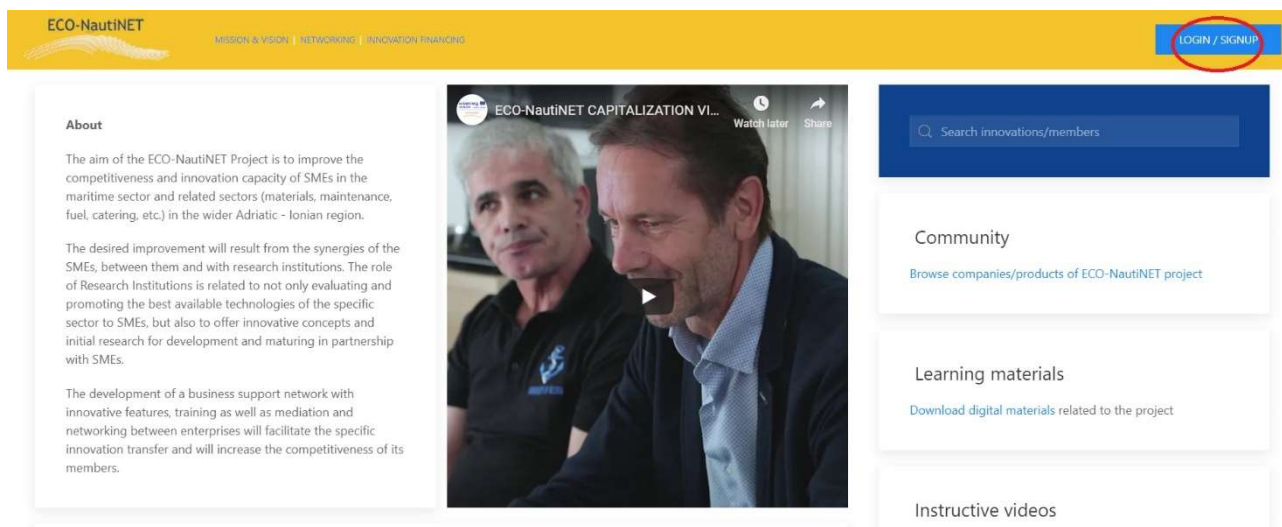 ECO-NautiNET
MISSION & VISION | NETWORKING | INNOVATION FINANCING
LOGIN / SIGNUP
About
The aim of the ECO-NautiNET Project is to improve the
competitiveness and innovation capacity of SMEs in the
maritime sector and related sectors (materials, maintenance,
fuel, catering, etc.) in the wider Adriatic - Ionian region.
The desired improvement will result from the synergies of the
SMEs, between them and with research institutions. The role
of Research Institutions is related to not only evaluating and
promoting the best available technologies of the specific
sector to SMEs, but also to offer innovative concepts and
initial research for development and maturing in partnership
with SMEs.
The development of a business support network with
innovative features, training as well as mediation and
networking between enterprises will facilitate the specific
innovation transfer and will increase the competitiveness of its
members.
ECO-NautiNET CAPITALIZATION VI...
Watch later
Share
Search innovations/members
Community
Browse companies/products of ECO-NautiNET project
Learning materials
Download digital materials related to the project
Instructive videos